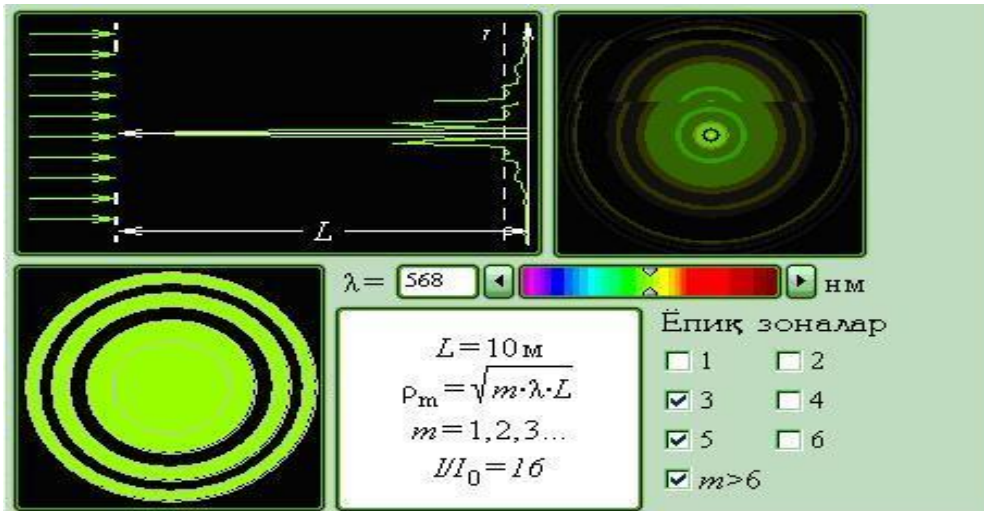 r
L
λ= 568 нм
L=10м
ρm=√m·λ·L
m=1,2,3...
I/I0=16
Ёпиқ зоналар
1 2
3 4
5 6
m>6